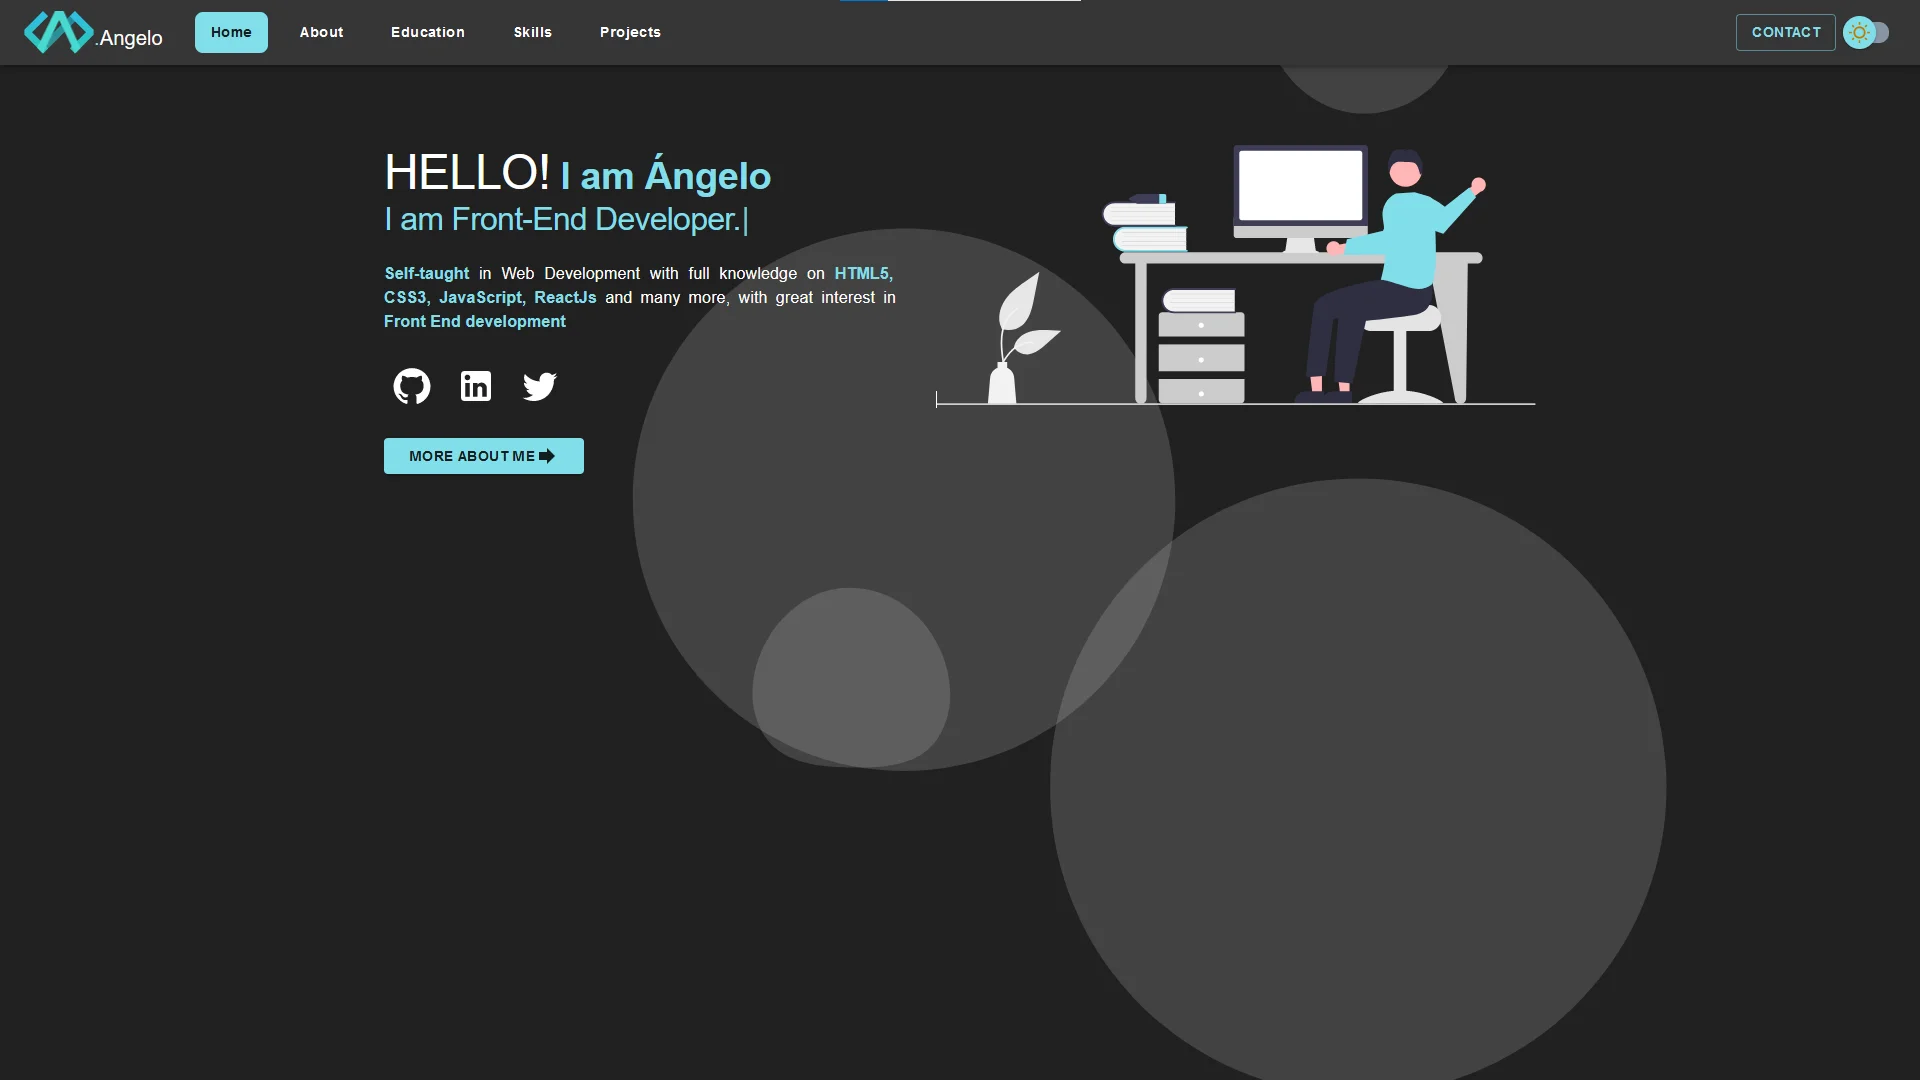 .Angelo
Home
About
Education
Skills
Projects
CONTACT
HELLO! I am Ángelo
I am Front-End Developer.|
Self-taught in Web Development with full knowledge on HTML5,
CSS3, JavaScript, ReactJs and many more, with great interest in
Front End development
in
MORE ABOUT ME